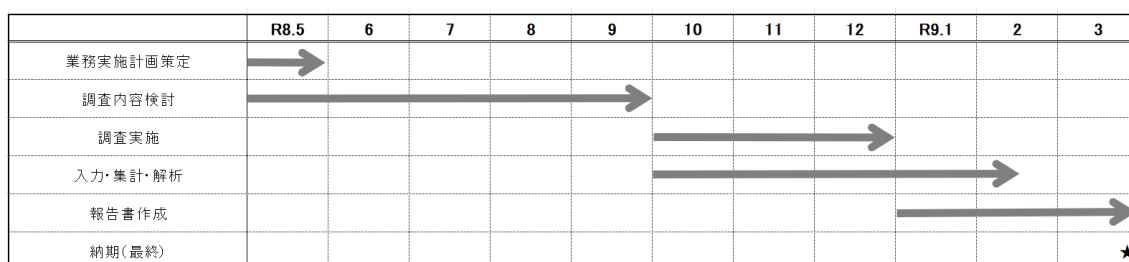 R8.5 6 7 8 9 10 11 12 R9.1 2 3
業務実施計画策定
調査内容検討
調査実施
入力・集計・解析
報告書作成
納期(最終) ★